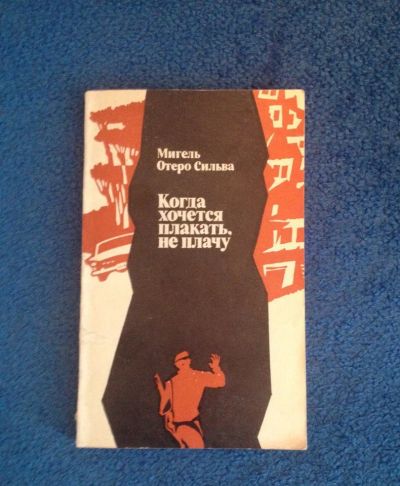 Мигель
Отеро Сильва
Когда
хочется
плакать,
не плачу